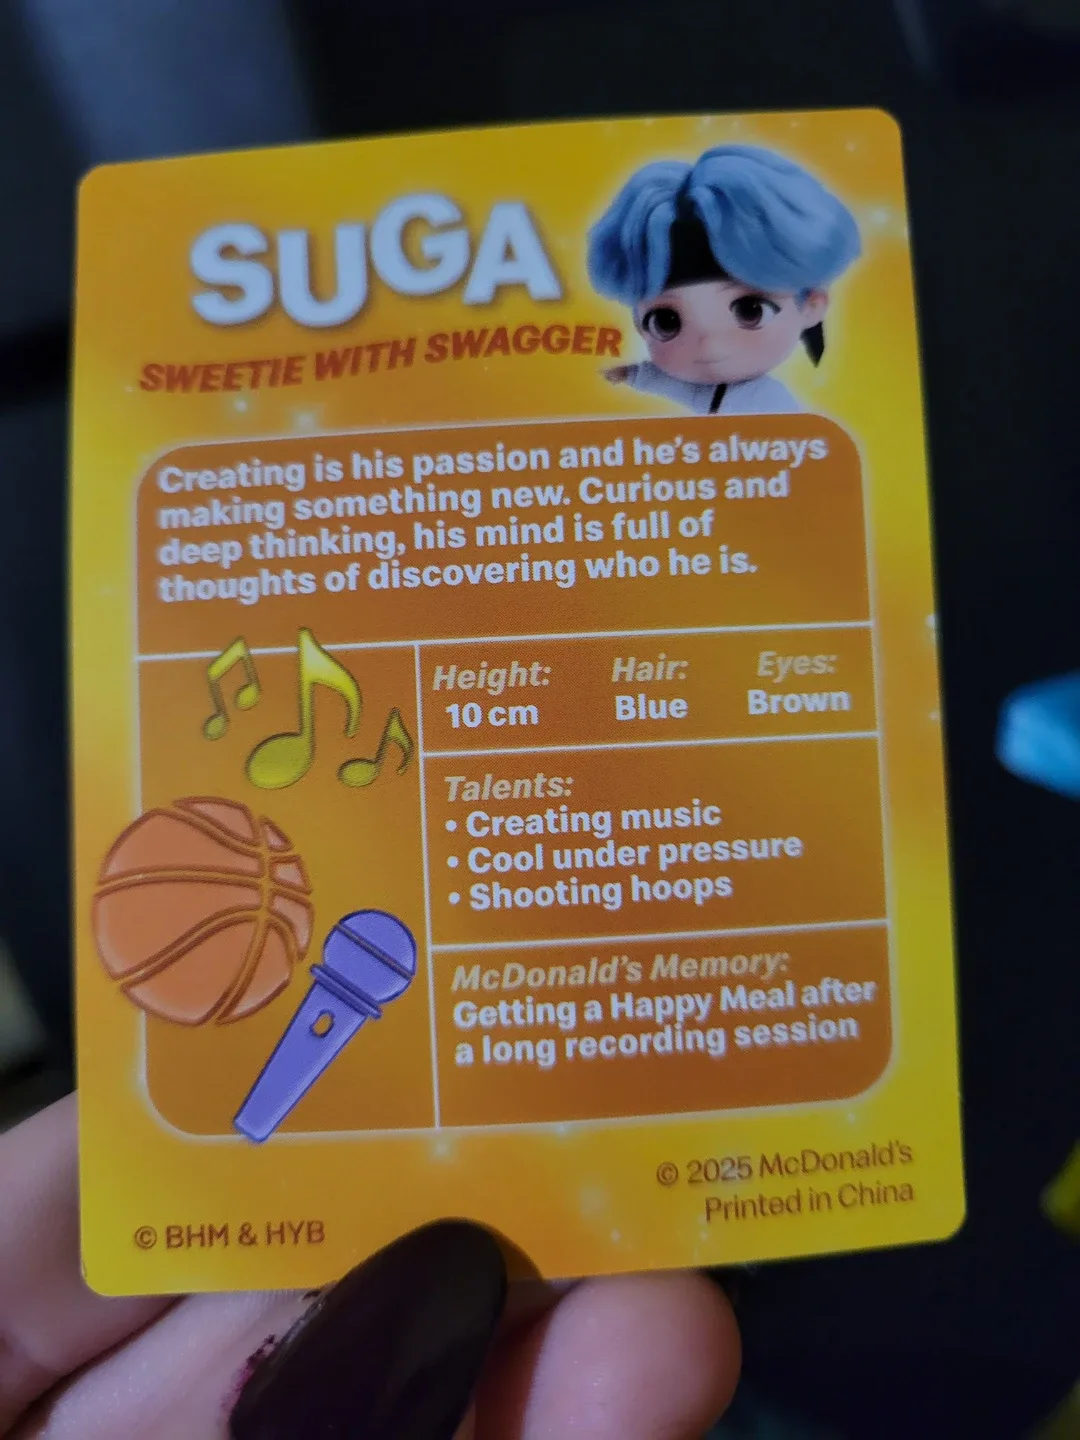 SUGA
SWEETIE WITH SWAGGER
Creating is his passion and he's always
making something new. Curious and
deep thinking, his mind is full of
thoughts of discovering who he is.
Height:
10 cm
Hair:
Blue
Eyes:
Brown
Talents:
• Creating music
• Cool under pressure
• Shooting hoops
McDonald's Memory:
Getting a Happy Meal after
a long recording session
© BHM & HYB
© 2025 McDonald's
Printed in China